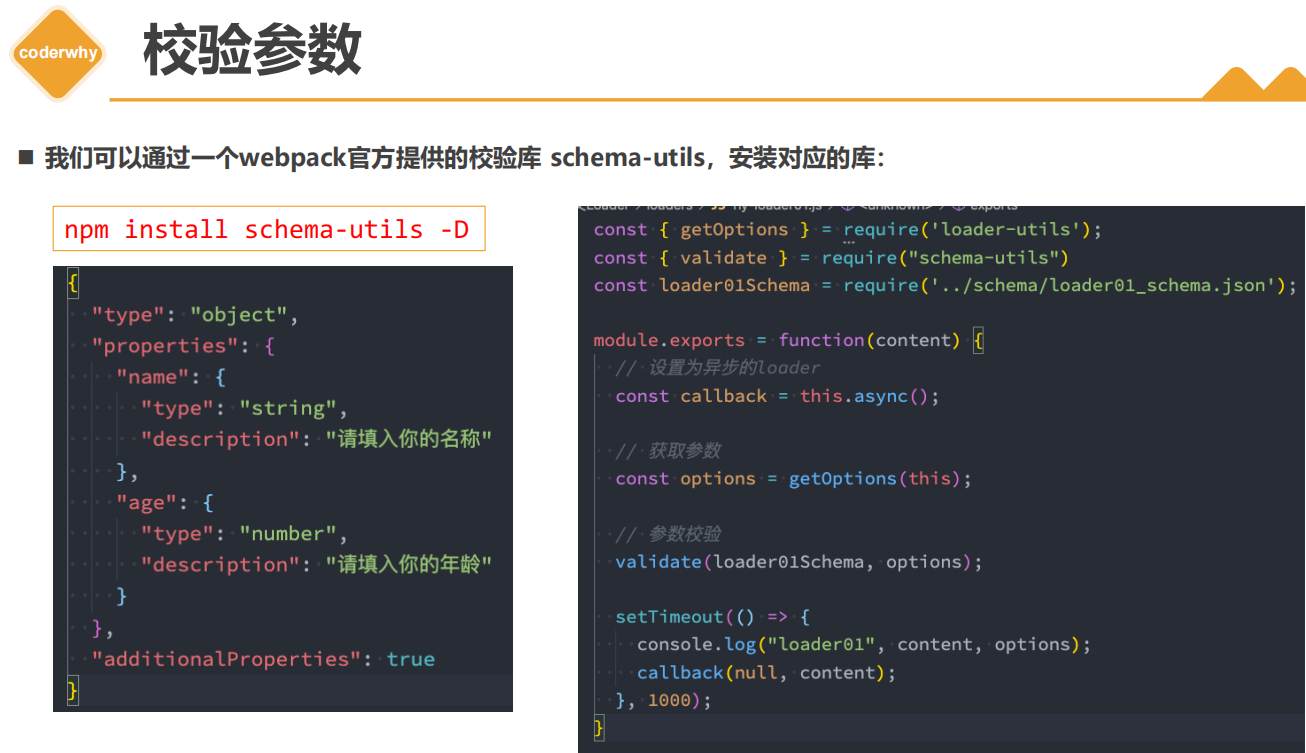 coderwhy
校验参数
■ 我们可以通过一个webpack官方提供的校验库 schema-utils，安装对应的库：
npm install schema-utils -D
{
  "type": "object",
  "properties": {
    "name": {
      "type": "string",
      "description": "请填入你的名称"
    },
    "age": {
      "type": "number",
      "description": "请填入你的年龄"
    }
  },
  "additionalProperties": true
}
const { getOptions } = require('loader-utils');
const { validate } = require("schema-utils")
const loader01Schema = require('../schema/loader01_schema.json');
module.exports = function(content) {
  // 设置为异步的loader
  const callback = this.async();
  // 获取参数
  const options = getOptions(this);
  // 参数校验
  validate(loader01Schema, options);
  setTimeout(() => {
    console.log("loader01", content, options);
    callback(null, content);
  }, 1000);
}